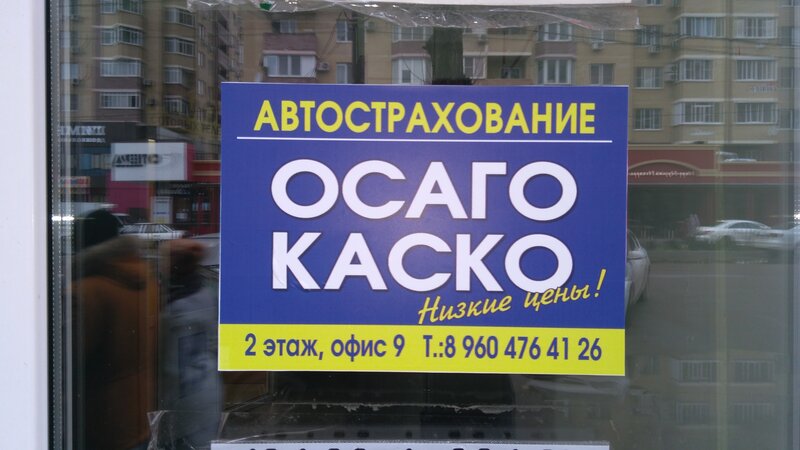 АВТОСТРАХОВАНИЕ
ОСАГО
КАСКО
Низкие цены!
2 этаж, офис 9 Т.:8 960 476 41 26